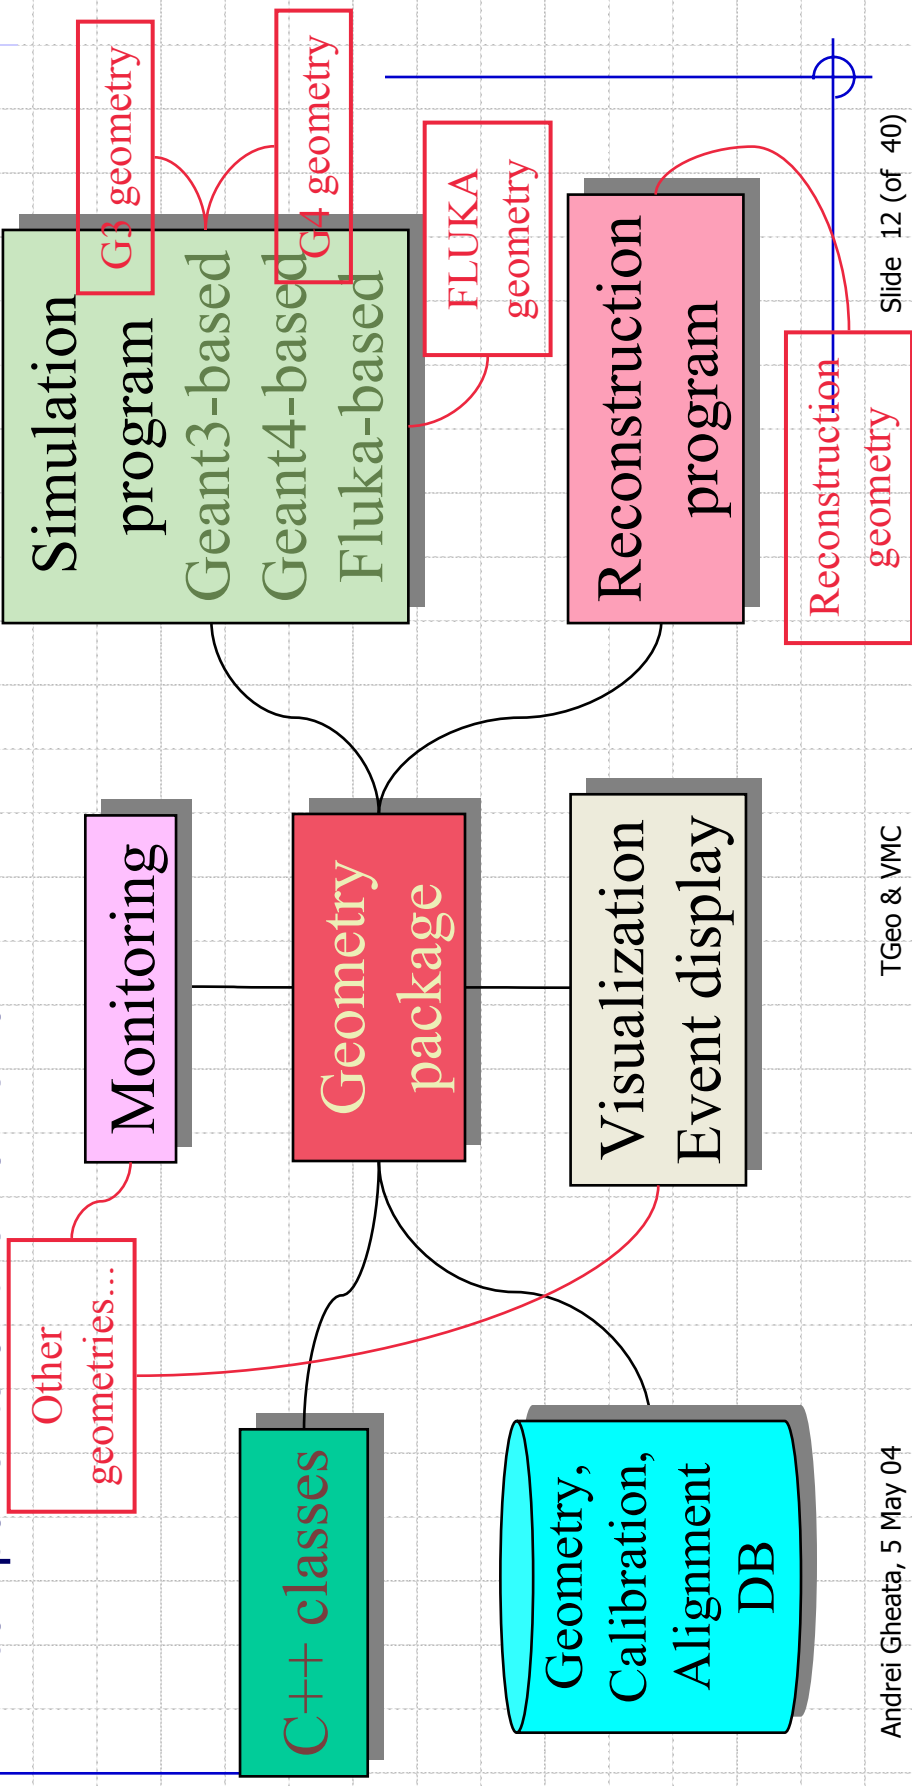 Other
geometries...
Monitoring
G3 geometry
Simulation
program
Geant3-based
Geant4-based
Fluka-based
G4 geometry
C++ classes
Geometry
package
FLUKA
geometry
Geometry,
Calibration,
Alignment
DB
Visualization
Event display
Reconstruction
program
Reconstruction
geometry
Andrei Gheata, 5 May 04
TGeo & VMC
Slide 12 (of 40)